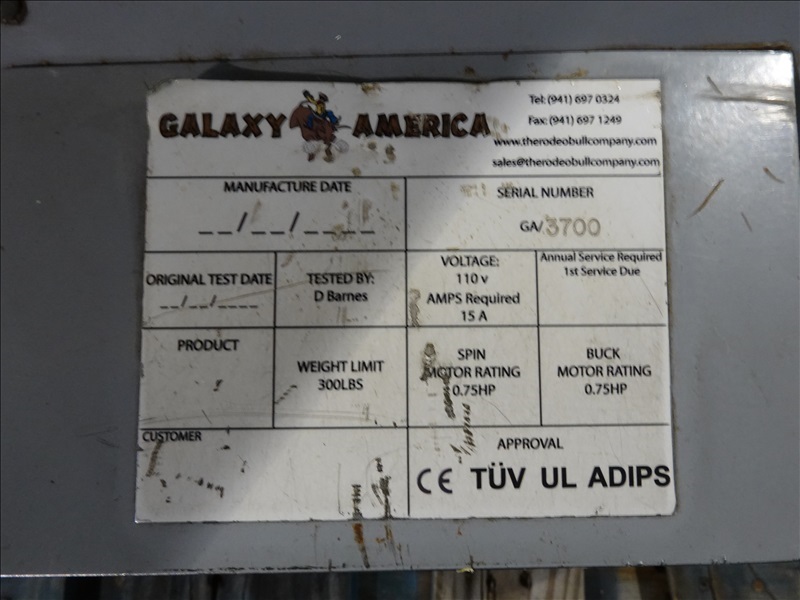 GALAXY AMERICA
Tel: (941) 697 0324
Fax: (941) 697 1249
www.therodeobullcompany.com
sales@therodeobullcompany.com
MANUFACTURE DATE
__/__/____
SERIAL NUMBER
GA/3700
ORIGINAL TEST DATE
__/__/____
TESTED BY:
D Barnes
VOLTAGE:
110 v
AMPS Required
15 A
Annual Service Required
1st Service Due
PRODUCT
WEIGHT LIMIT
300LBS
SPIN
MOTOR RATING
0.75HP
BUCK
MOTOR RATING
0.75HP
CUSTOMER
APPROVAL
CE TÜV UL ADIPS